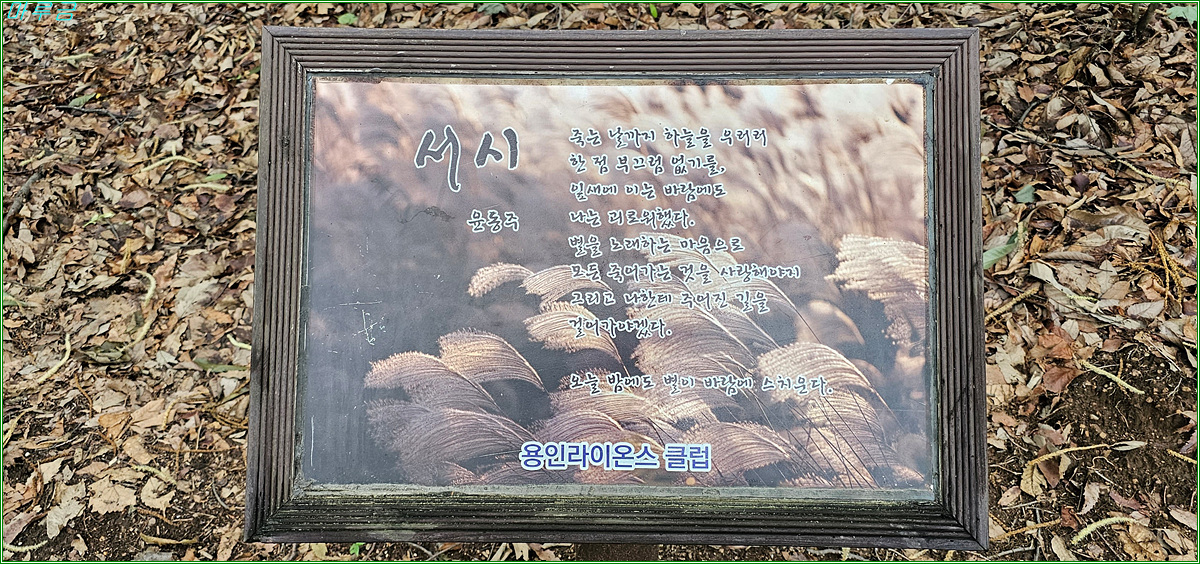 서시
윤동주
죽는 날까지 하늘을 우러러
한 점 부끄럼 없기를,
잎새에 이는 바람에도
나는 괴로워했다.
별을 노래하는 마음으로
모든 죽어가는 것을 사랑해야지
그리고 나한테 주어진 길을
걸어가야겠다.
오늘 밤에도 별이 바람에 스치운다.
용인라이온스 클럽